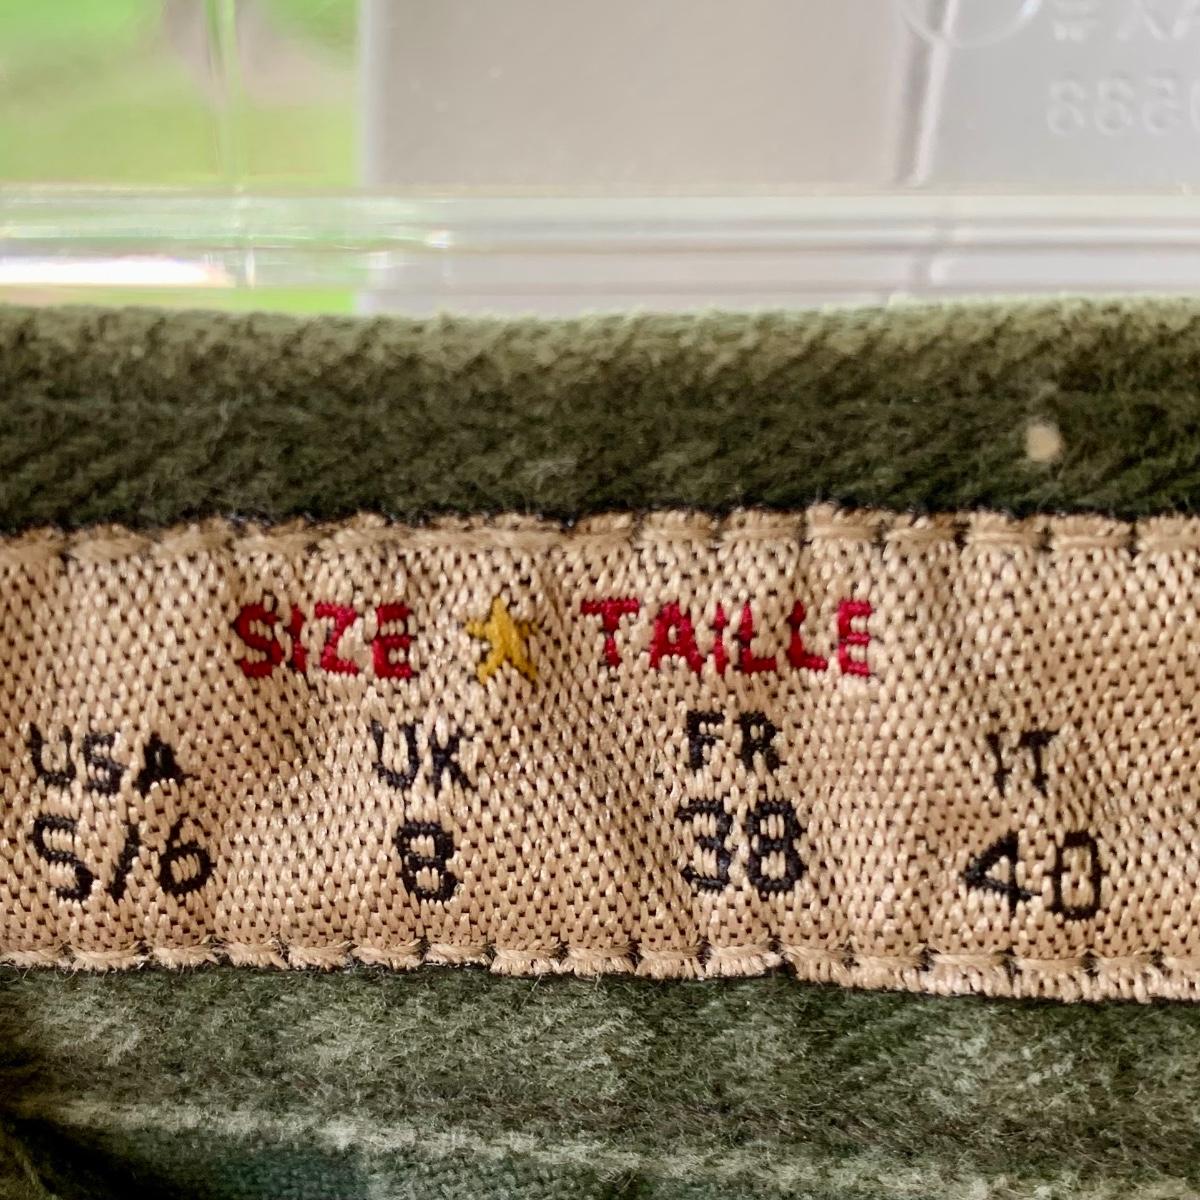 SIZE ★ TAILLE
USA UK FR IT
5/6 8 38 40